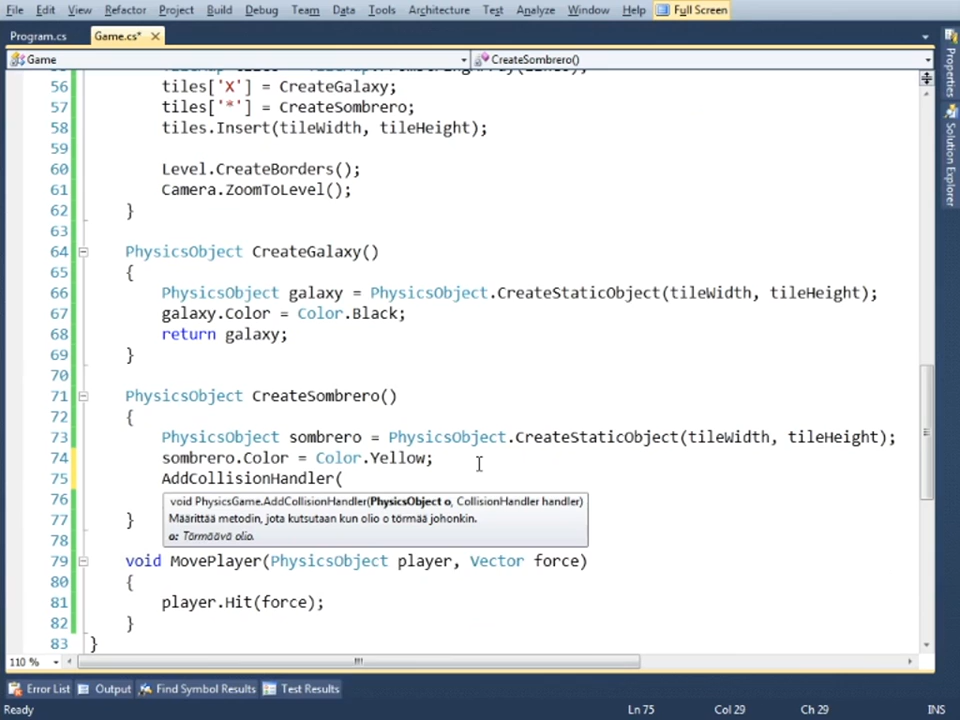 File Edit View Refactor Project Build Debug Team Data Tools Architecture Test Analyze Window Help Full Screen
Program.cs Game.cs*
Game CreateSombrero()
56 tiles['X'] = CreateGalaxy;
57 tiles['*'] = CreateSombrero;
58 tiles.Insert(tileWidth, tileHeight);
59
60 Level.CreateBorders();
61 Camera.ZoomToLevel();
62 }
63
64 PhysicsObject CreateGalaxy()
65 {
66 PhysicsObject galaxy = PhysicsObject.CreateStaticObject(tileWidth, tileHeight);
67 galaxy.Color = Color.Black;
68 return galaxy;
69 }
70
71 PhysicsObject CreateSombrero()
72 {
73 PhysicsObject sombrero = PhysicsObject.CreateStaticObject(tileWidth, tileHeight);
74 sombrero.Color = Color.Yellow;
75 AddCollisionHandler(
76 void PhysicsGame.AddCollisionHandler(PhysicsObject o, CollisionHandler handler)
Määrittää metodin, jota kutsutaan kun olio o törmää johonkin.
77 }
o: Törmäävä olio.
78
79 void MovePlayer(PhysicsObject player, Vector force)
80 {
81 player.Hit(force);
82 }
83 }
110 %
Error List Output Find Symbol Results Test Results
Ready Ln 75 Col 29 Ch 29 INS
Properties
Solution Explorer